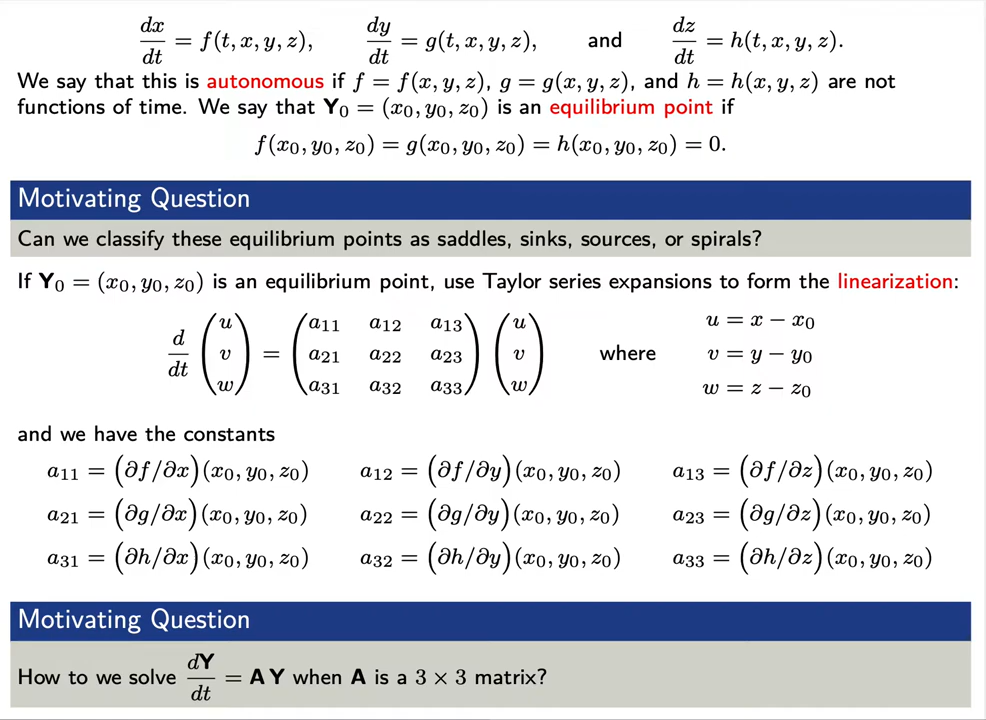 dx/dt = f(t, x, y, z), dy/dt = g(t, x, y, z), and dz/dt = h(t, x, y, z).
We say that this is autonomous if f = f(x, y, z), g = g(x, y, z), and h = h(x, y, z) are not
functions of time. We say that Y₀ = (x₀, y₀, z₀) is an equilibrium point if
f(x₀, y₀, z₀) = g(x₀, y₀, z₀) = h(x₀, y₀, z₀) = 0.
Motivating Question
Can we classify these equilibrium points as saddles, sinks, sources, or spirals?
If Y₀ = (x₀, y₀, z₀) is an equilibrium point, use Taylor series expansions to form the linearization:
d/dt (u v w) = (a₁₁ a₁₂ a₁₃ a₂₁ a₂₂ a₂₃ a₃₁ a₃₂ a₃₃) (u v w) where
u = x − x₀
v = y − y₀
w = z − z₀
and we have the constants
a₁₁ = (∂f/∂x)(x₀, y₀, z₀) a₁₂ = (∂f/∂y)(x₀, y₀, z₀) a₁₃ = (∂f/∂z)(x₀, y₀, z₀)
a₂₁ = (∂g/∂x)(x₀, y₀, z₀) a₂₂ = (∂g/∂y)(x₀, y₀, z₀) a₂₃ = (∂g/∂z)(x₀, y₀, z₀)
a₃₁ = (∂h/∂x)(x₀, y₀, z₀) a₃₂ = (∂h/∂y)(x₀, y₀, z₀) a₃₃ = (∂h/∂z)(x₀, y₀, z₀)
Motivating Question
How to we solve dY/dt = A Y when A is a 3 × 3 matrix?